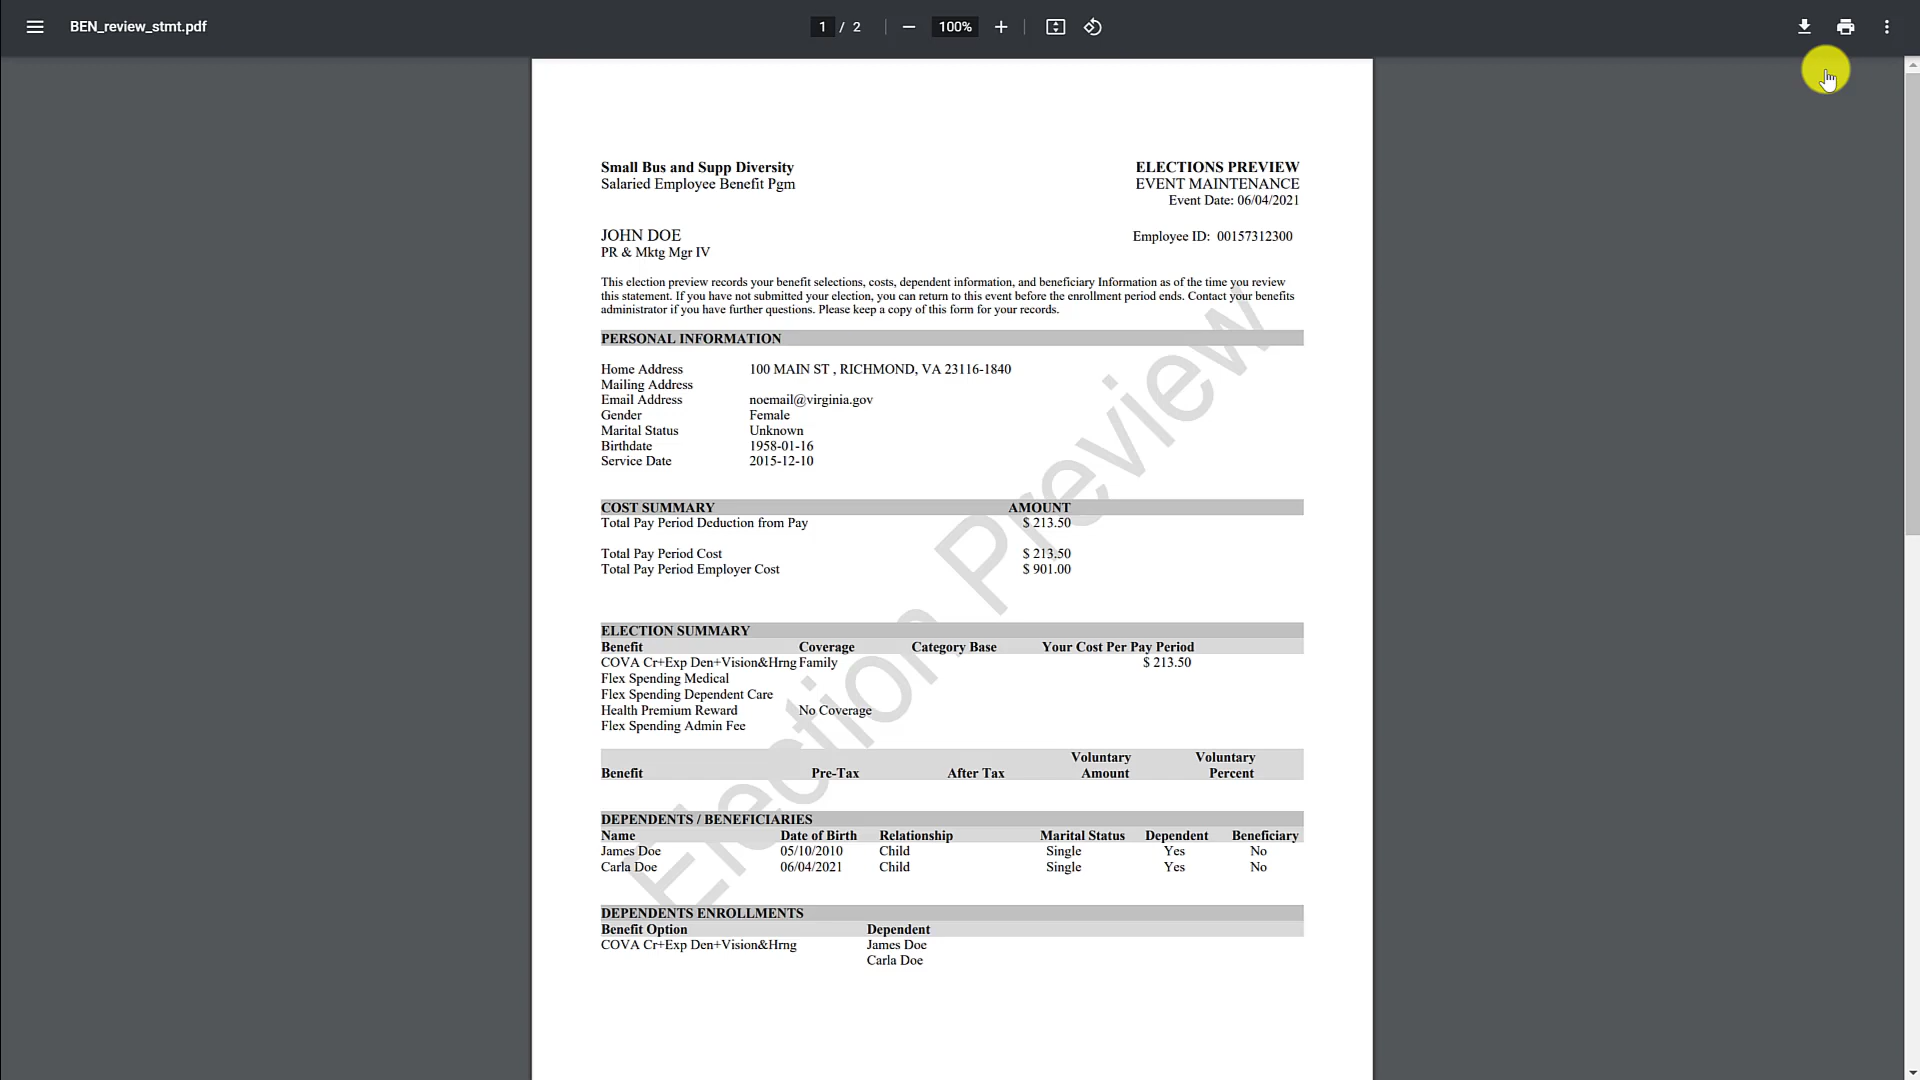 BEN_review_stmt.pdf
1 / 2
100%
Small Bus and Supp Diversity
ELECTIONS PREVIEW
Salaried Employee Benefit Pgm
EVENT MAINTENANCE
Event Date: 06/04/2021
JOHN DOE
Employee ID: 00157312300
PR & Mktg Mgr IV
This election preview records your benefit selections, costs, dependent information, and beneficiary Information as of the time you review
this statement. If you have not submitted your election, you can return to this event before the enrollment period ends. Contact your benefits
administrator if you have further questions. Please keep a copy of this form for your records.
PERSONAL INFORMATION
Home Address 100 MAIN ST , RICHMOND, VA 23116-1840
Mailing Address
Email Address noemail@virginia.gov
Gender Female
Marital Status Unknown
Birthdate 1958-01-16
Service Date 2015-12-10
COST SUMMARY AMOUNT
Total Pay Period Deduction from Pay $ 213.50
Total Pay Period Cost $ 213.50
Total Pay Period Employer Cost $ 901.00
ELECTION SUMMARY
Benefit Coverage Category Base Your Cost Per Pay Period
COVA Cr+Exp Den+Vision&Hrng Family $ 213.50
Flex Spending Medical
Flex Spending Dependent Care
Health Premium Reward No Coverage
Flex Spending Admin Fee
Voluntary Voluntary
Benefit Pre-Tax After Tax Amount Percent
DEPENDENTS / BENEFICIARIES
Name Date of Birth Relationship Marital Status Dependent Beneficiary
James Doe 05/10/2010 Child Single Yes No
Carla Doe 06/04/2021 Child Single Yes No
DEPENDENTS ENROLLMENTS
Benefit Option Dependent
COVA Cr+Exp Den+Vision&Hrng James Doe
Carla Doe
Election Preview